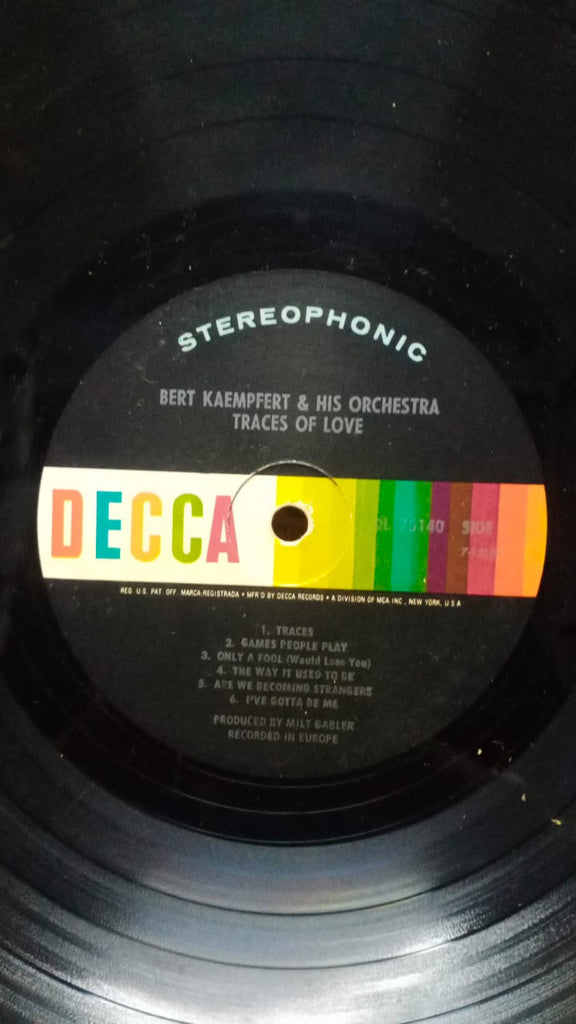 STEREOPHONIC
BERT KAEMPFERT & HIS ORCHESTRA
TRACES OF LOVE
DECCA
DL 75140 SIDE
REG. U.S. PAT. OFF. MARCA REGISTRADA • MFR'D BY DECCA RECORDS • A DIVISION OF MCA INC., NEW YORK, U.S.A
1. TRACES
2. GAMES PEOPLE PLAY
3. ONLY A FOOL (Would Lose You)
4. THE WAY IT USED TO BE
5. ARE WE BECOMING STRANGERS
6. I'VE GOTTA BE ME
PRODUCED BY MILT GABLER
RECORDED IN EUROPE